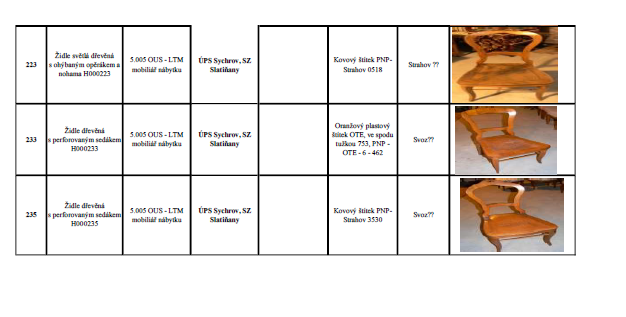 223
Židle světlá dřevěná
s ohýbaným opěrákem a
nohama H000223
5.005 OUS - LTM
mobiliář nábytku
ÚPS Sychrov, SZ
Slatiňany
Kovový štítek PNP-
Strahov 0518
Strahov ??
233
Židle dřevěná
s perforovaným sedákem
H000233
5.005 OUS - LTM
mobiliář nábytku
ÚPS Sychrov, SZ
Slatiňany
Oranžový plastový
štítek OTE, ve spodu
tužkou 753, PNP -
OTE - 6 - 462
Svoz??
235
Židle dřevěná
s perforovaným sedákem
H000235
5.005 OUS - LTM
mobiliář nábytku
ÚPS Sychrov, SZ
Slatiňany
Kovový štítek PNP-
Strahov 3530
Svoz??